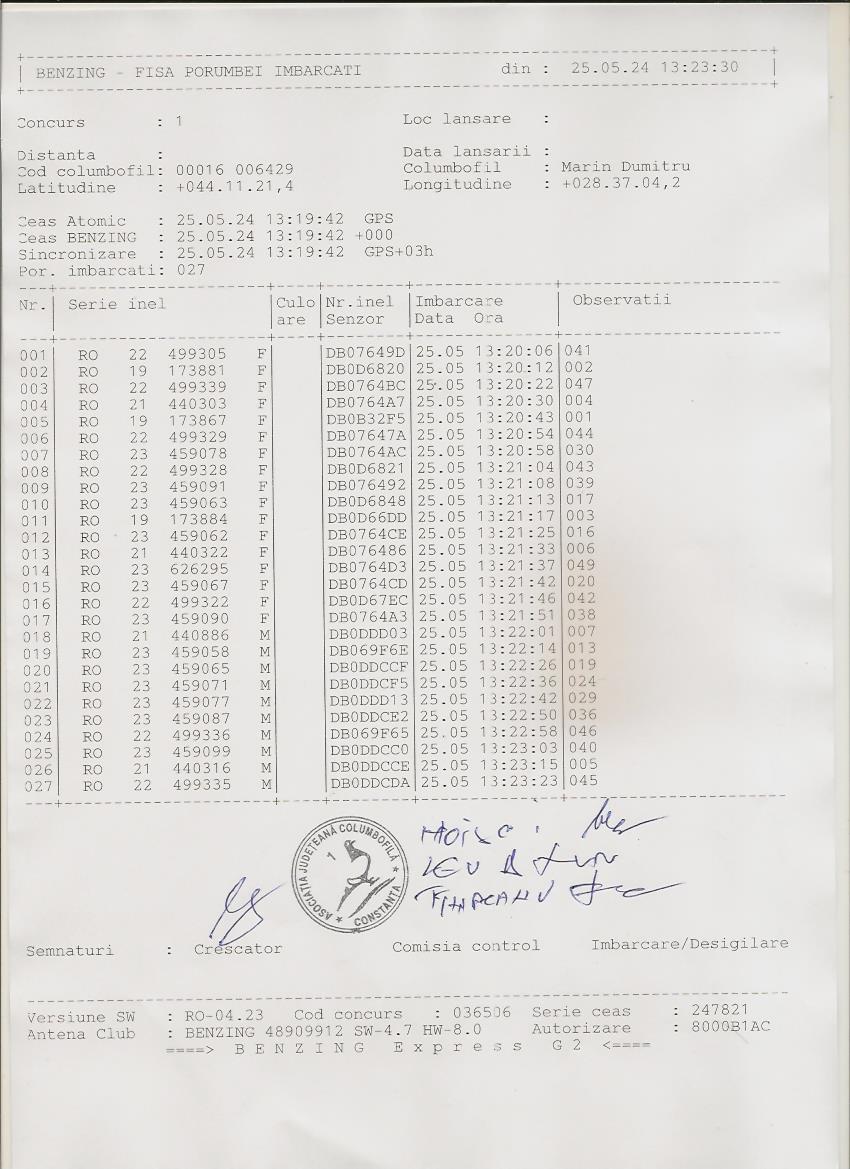 BENZING - FISA PORUMBEI IMBARCATI din : 25.05.24 13:23:30
Concurs : 1 Loc lansare :
Distanta : Data lansarii :
Cod columbofil: 00016 006429 Columbofil : Marin Dumitru
Latitudine : +044.11.21,4 Longitudine : +028.37.04,2
Ceas Atomic : 25.05.24 13:19:42 GPS
Ceas BENZING : 25.05.24 13:19:42 +000
Sincronizare : 25.05.24 13:19:42 GPS+03h
Por. imbarcati: 027
Nr. Serie inel Culo Nr.inel Imbarcare Observatii
are Senzor Data Ora
001 RO 22 499305 F DB07649D 25.05 13:20:06 041
002 RO 19 173881 F DB0D6820 25.05 13:20:12 002
003 RO 22 499339 F DB0764BC 25.05 13:20:22 047
004 RO 21 440303 F DB0764A7 25.05 13:20:30 004
005 RO 19 173867 F DB0B32F5 25.05 13:20:43 001
006 RO 22 499329 F DB07647A 25.05 13:20:54 044
007 RO 23 459078 F DB0764AC 25.05 13:20:58 030
008 RO 22 499328 F DB0D6821 25.05 13:21:04 043
009 RO 23 459091 F DB076492 25.05 13:21:08 039
010 RO 23 459063 F DB0D6848 25.05 13:21:13 017
011 RO 19 173884 F DB0D66DD 25.05 13:21:17 003
012 RO 23 459062 F DB0764CE 25.05 13:21:25 016
013 RO 21 440322 F DB076486 25.05 13:21:33 006
014 RO 23 626295 F DB0764D3 25.05 13:21:37 049
015 RO 23 459067 F DB0764CD 25.05 13:21:42 020
016 RO 22 499322 F DB0D67EC 25.05 13:21:46 042
017 RO 23 459090 F DB0764A3 25.05 13:21:51 038
018 RO 21 440886 M DB0DDD03 25.05 13:22:01 007
019 RO 23 459058 M DB069F6E 25.05 13:22:14 013
020 RO 23 459065 M DB0DDCCF 25.05 13:22:26 019
021 RO 23 459071 M DB0DDCF5 25.05 13:22:36 024
022 RO 23 459077 M DB0DDD13 25.05 13:22:42 029
023 RO 23 459087 M DB0DDCE2 25.05 13:22:50 036
024 RO 22 499336 M DB069F65 25.05 13:22:58 046
025 RO 23 459099 M DB0DDCC0 25.05 13:23:03 040
026 RO 21 440316 M DB0DDCCE 25.05 13:23:15 005
027 RO 22 499335 M DB0DDCDA 25.05 13:23:23 045
ASOCIAȚIA JUDEȚEANĂ COLUMBOFILĂ * CONSTANTA *
1
Semnaturi : Crescator Comisia control Imbarcare/Desigilare
Versiune SW : RO-04.23 Cod concurs : 036506 Serie ceas : 247821
Antena Club : BENZING 48909912 SW-4.7 HW-8.0 Autorizare : 8000B1AC
====> B E N Z I N G E x p r e s s G 2 <====